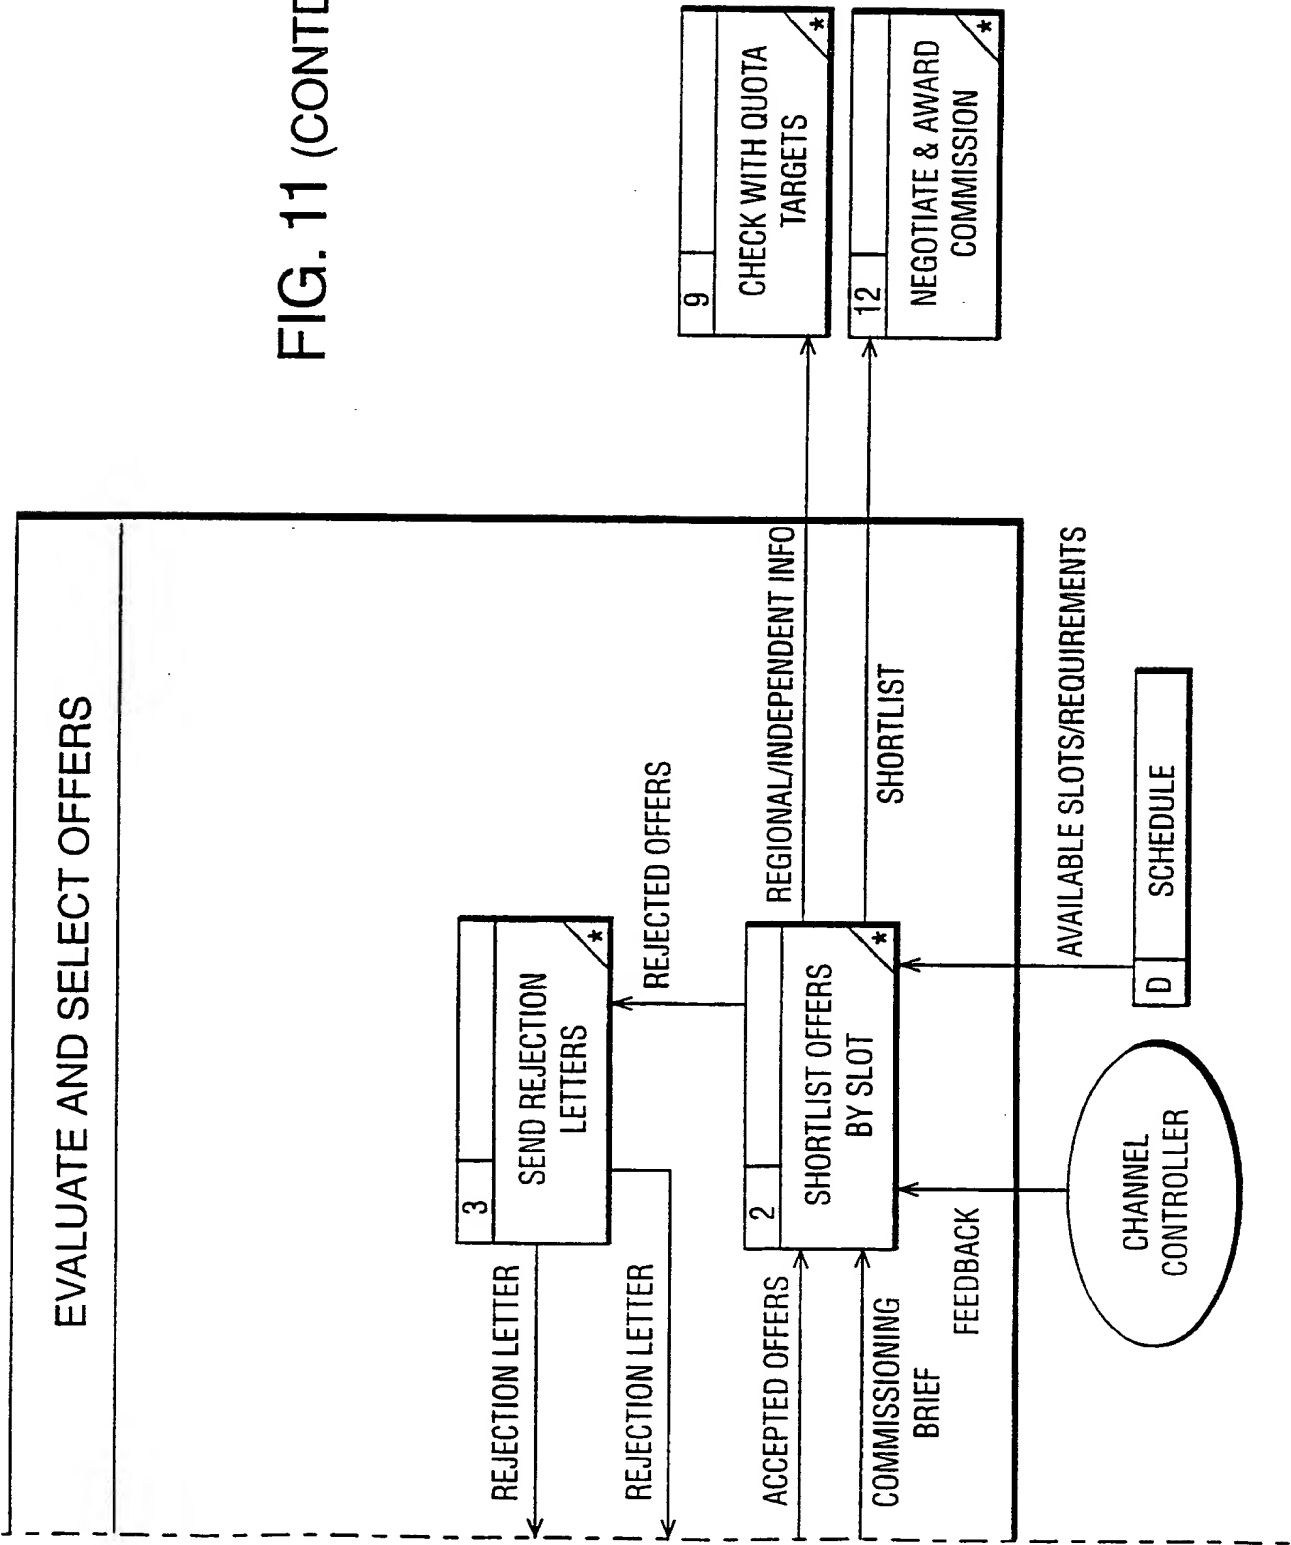 FIG. 11 (CONTD
EVALUATE AND SELECT OFFERS
3
SEND REJECTION
LETTERS
*
REJECTION LETTER
REJECTION LETTER
REJECTED OFFERS
2
SHORTLIST OFFERS
BY SLOT
*
ACCEPTED OFFERS
COMMISSIONING
BRIEF
FEEDBACK
REGIONAL/INDEPENDENT INFO
SHORTLIST
9
CHECK WITH QUOTA
TARGETS
*
12
NEGOTIATE & AWARD
COMMISSION
*
AVAILABLE SLOTS/REQUIREMENTS
CHANNEL
CONTROLLER
D
SCHEDULE